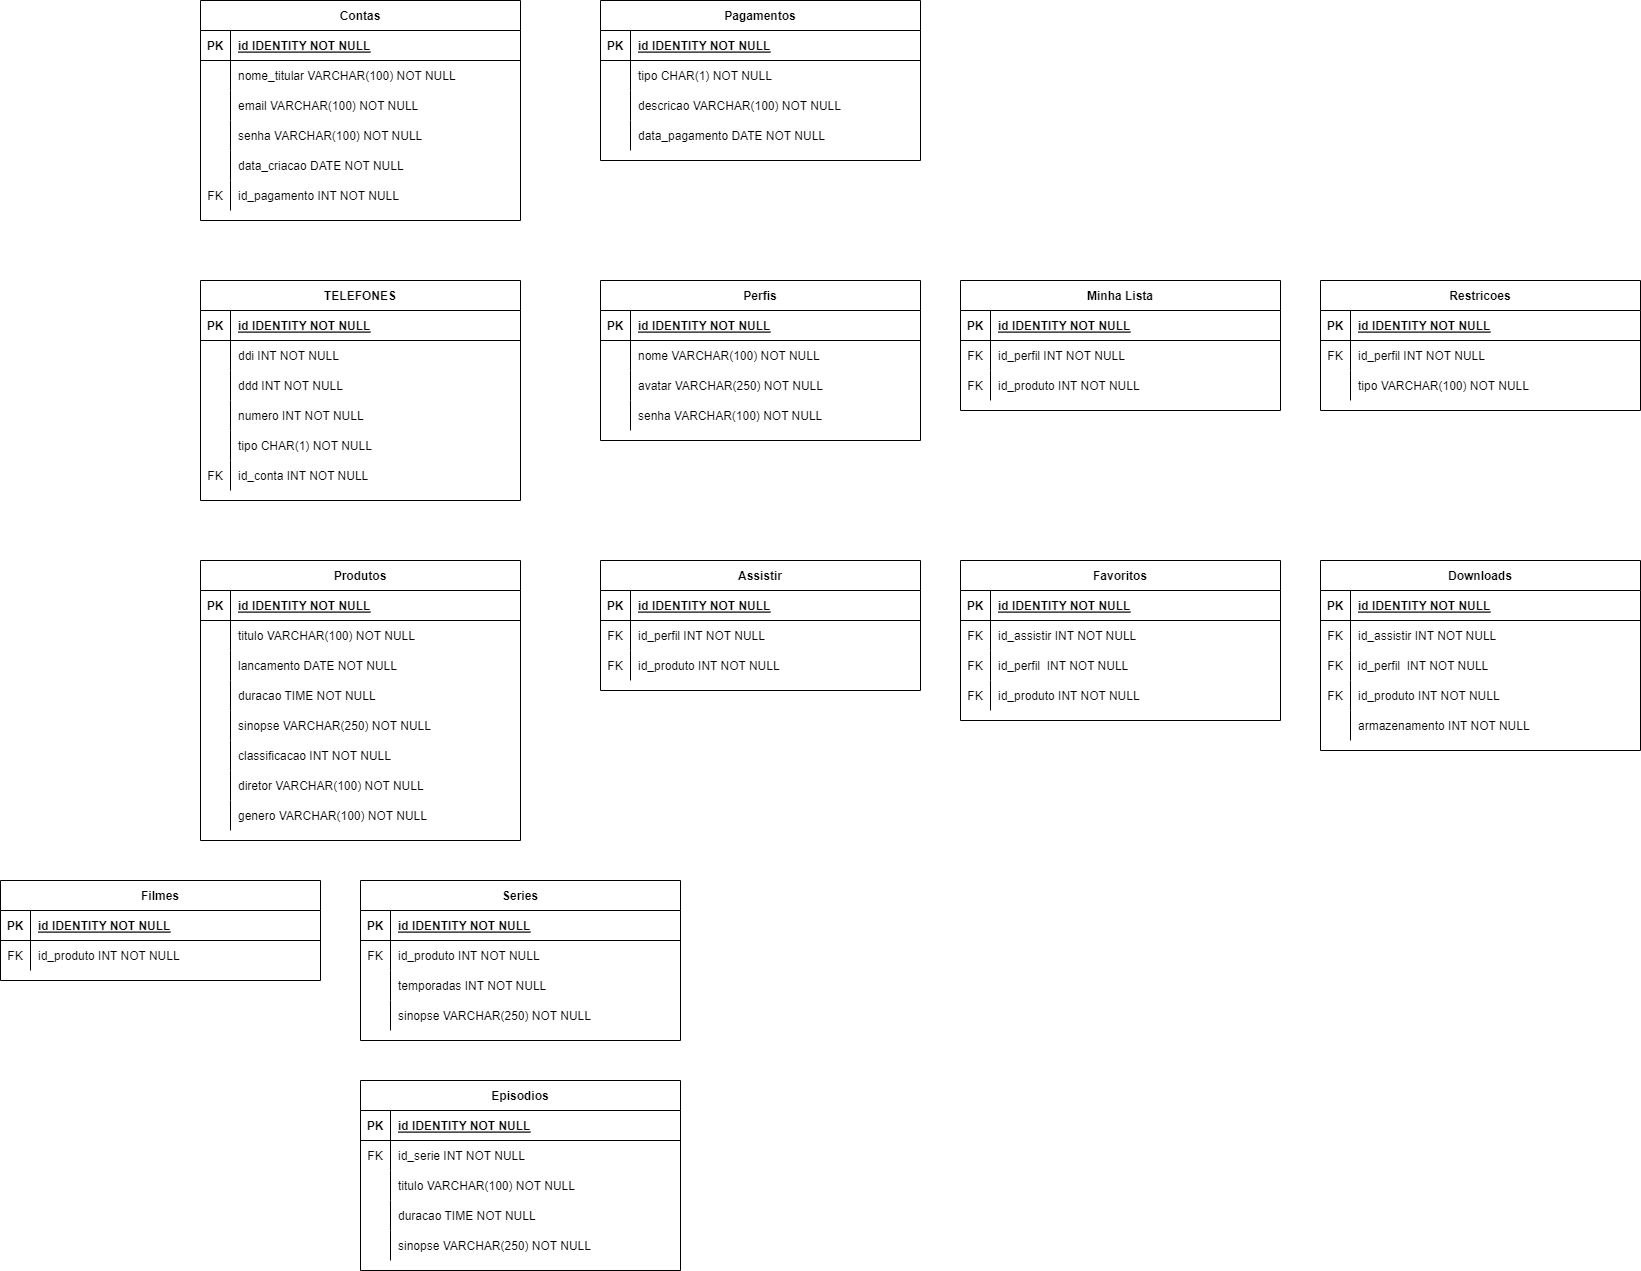 Contas
PK id IDENTITY NOT NULL
nome_titular VARCHAR(100) NOT NULL
email VARCHAR(100) NOT NULL
senha VARCHAR(100) NOT NULL
data_criacao DATE NOT NULL
FK id_pagamento INT NOT NULL
Pagamentos
PK id IDENTITY NOT NULL
tipo CHAR(1) NOT NULL
descricao VARCHAR(100) NOT NULL
data_pagamento DATE NOT NULL
TELEFONES
PK id IDENTITY NOT NULL
ddi INT NOT NULL
ddd INT NOT NULL
numero INT NOT NULL
tipo CHAR(1) NOT NULL
FK id_conta INT NOT NULL
Perfis
PK id IDENTITY NOT NULL
nome VARCHAR(100) NOT NULL
avatar VARCHAR(250) NOT NULL
senha VARCHAR(100) NOT NULL
Minha Lista
PK id IDENTITY NOT NULL
FK id_perfil INT NOT NULL
FK id_produto INT NOT NULL
Restricoes
PK id IDENTITY NOT NULL
FK id_perfil INT NOT NULL
tipo VARCHAR(100) NOT NULL
Produtos
PK id IDENTITY NOT NULL
titulo VARCHAR(100) NOT NULL
lancamento DATE NOT NULL
duracao TIME NOT NULL
sinopse VARCHAR(250) NOT NULL
classificacao INT NOT NULL
diretor VARCHAR(100) NOT NULL
genero VARCHAR(100) NOT NULL
Assistir
PK id IDENTITY NOT NULL
FK id_perfil INT NOT NULL
FK id_produto INT NOT NULL
Favoritos
PK id IDENTITY NOT NULL
FK id_assistir INT NOT NULL
FK id_perfil  INT NOT NULL
FK id_produto INT NOT NULL
Downloads
PK id IDENTITY NOT NULL
FK id_assistir INT NOT NULL
FK id_perfil  INT NOT NULL
FK id_produto INT NOT NULL
armazenamento INT NOT NULL
Filmes
PK id IDENTITY NOT NULL
FK id_produto INT NOT NULL
Series
PK id IDENTITY NOT NULL
FK id_produto INT NOT NULL
temporadas INT NOT NULL
sinopse VARCHAR(250) NOT NULL
Episodios
PK id IDENTITY NOT NULL
FK id_serie INT NOT NULL
titulo VARCHAR(100) NOT NULL
duracao TIME NOT NULL
sinopse VARCHAR(250) NOT NULL